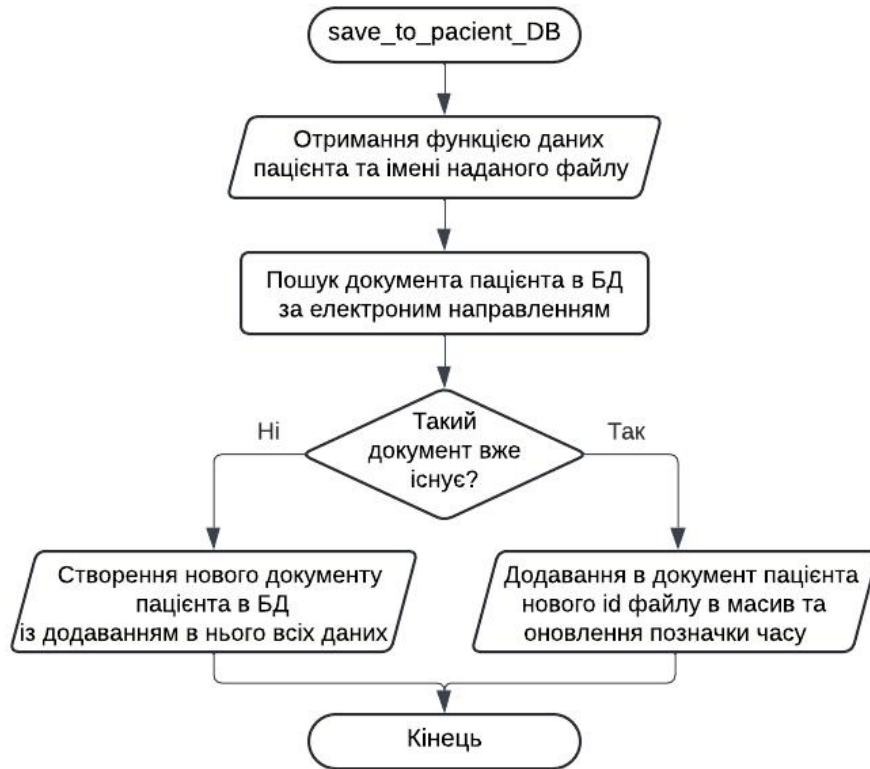 save_to_pacient_DB
Отримання функцією даних
пацієнта та імені наданого файлу
Пошук документа пацієнта в БД
за електроним направленням
Такий
документ вже
існує?
Ні
Так
Створення нового документу
пацієнта в БД
із додаванням в нього всіх даних
Додавання в документ пацієнта
нового id файлу в масив та
оновлення позначки часу
Кінець